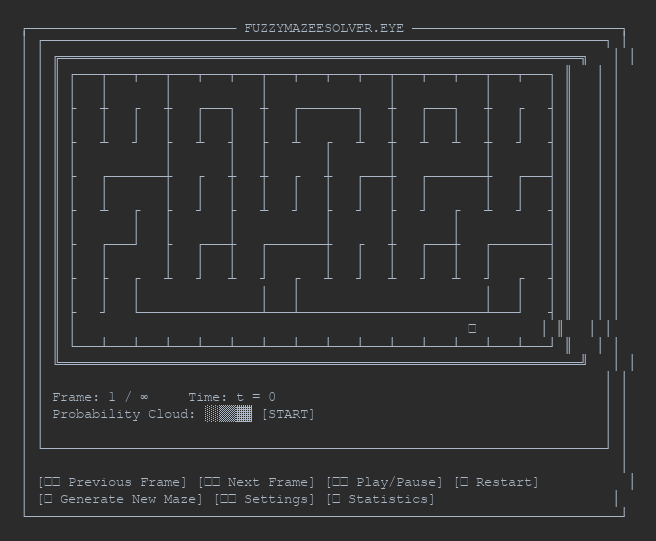 FUZZYMAZEESOLVER.EYE
Frame: 1 / ∞ Time: t = 0
Probability Cloud: ░░▒▒▓▓ [START]
[□□ Previous Frame] [□□ Next Frame] [□□ Play/Pause] [□ Restart]
[□ Generate New Maze] [□□ Settings] [□ Statistics]